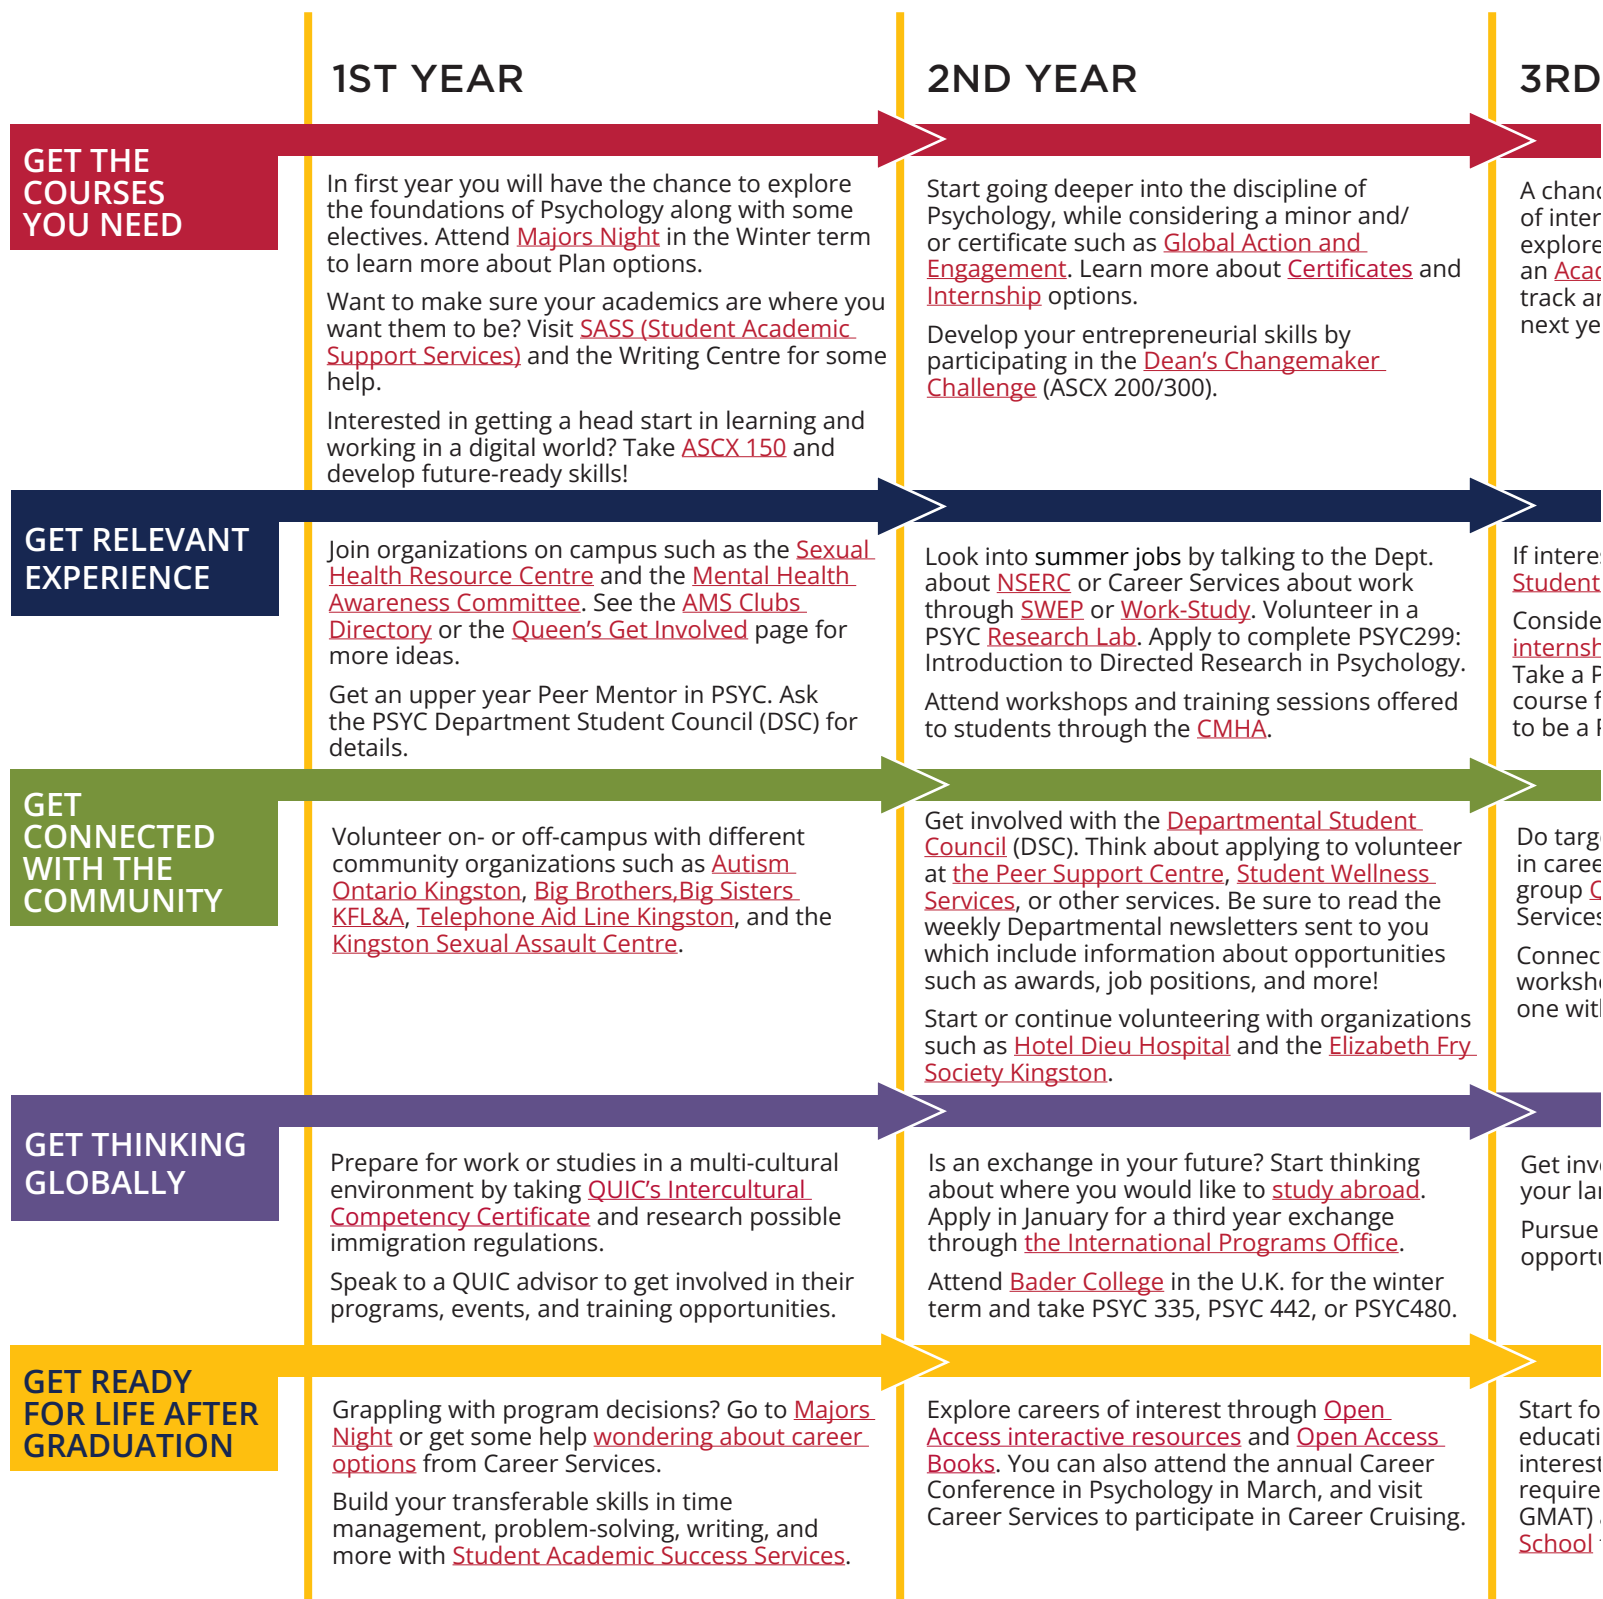 1ST YEAR
2ND YEAR
3RD
GET THE
COURSES
YOU NEED
In first year you will have the chance to explore
the foundations of Psychology along with some
electives. Attend Majors Night in the Winter term
to learn more about Plan options.
Want to make sure your academics are where you
want them to be? Visit SASS (Student Academic
Support Services) and the Writing Centre for some
help.
Interested in getting a head start in learning and
working in a digital world? Take ASCX 150 and
develop future-ready skills!
Start going deeper into the discipline of
Psychology, while considering a minor and/
or certificate such as Global Action and
Engagement. Learn more about Certificates and
Internship options.
Develop your entrepreneurial skills by
participating in the Dean's Changemaker
Challenge (ASCX 200/300).
A
of
explore
an
track
next
GET RELEVANT
EXPERIENCE
Join organizations on campus such as the Sexual
Health Resource Centre and the Mental Health
Awareness Committee. See the AMS Clubs
Directory or the Queen's Get Involved page for
more ideas.
Get an upper year Peer Mentor in PSYC. Ask
the PSYC Department Student Council (DSC) for
details.
Look into summer jobs by talking to the Dept.
about NSERC or Career Services about work
through SWEP or Work-Study. Volunteer in a
PSYC Research Lab. Apply to complete PSYC299:
Introduction to Directed Research in Psychology.
Attend workshops and training sessions offered
to students through the CMHA.
If
Student
Take a
course
to be a
GET
CONNECTED
WITH THE
COMMUNITY
Volunteer on- or off-campus with different
community organizations such as Autism
Ontario Kingston, Big Brothers,Big Sisters
KFL&A, Telephone Aid Line Kingston, and the
Kingston Sexual Assault Centre.
Get involved with the Departmental Student
Council (DSC). Think about applying to volunteer
at the Peer Support Centre, Student Wellness
Services, or other services. Be sure to read the
weekly Departmental newsletters sent to you
which include information about opportunities
such as awards, job positions, and more!
Start or continue volunteering with organizations
such as Hotel Dieu Hospital and the Elizabeth Fry
Society Kingston.
Do
in
group
Services
one
GET THINKING
GLOBALLY
Prepare for work or studies in a multi-cultural
environment by taking QUIC's Intercultural
Competency Certificate and research possible
immigration regulations.
Speak to a QUIC advisor to get involved in their
programs, events, and training opportunities.
Is an exchange in your future? Start thinking
about where you would like to study abroad.
Apply in January for a third year exchange
through the International Programs Office.
Attend Bader College in the U.K. for the winter
term and take PSYC 335, PSYC 442, or PSYC480.
Get
your
Pursue
GET READY
FOR LIFE AFTER
GRADUATION
Grappling with program decisions? Go to Majors
Night or get some help wondering about career
options from Career Services.
Build your transferable skills in time
management, problem-solving, writing, and
more with Student Academic Success Services.
Explore careers of interest through Open
Access interactive resources and Open Access
Books. You can also attend the annual Career
Conference in Psychology in March, and visit
Career Services to participate in Career Cruising.
Start
GMAT)
School